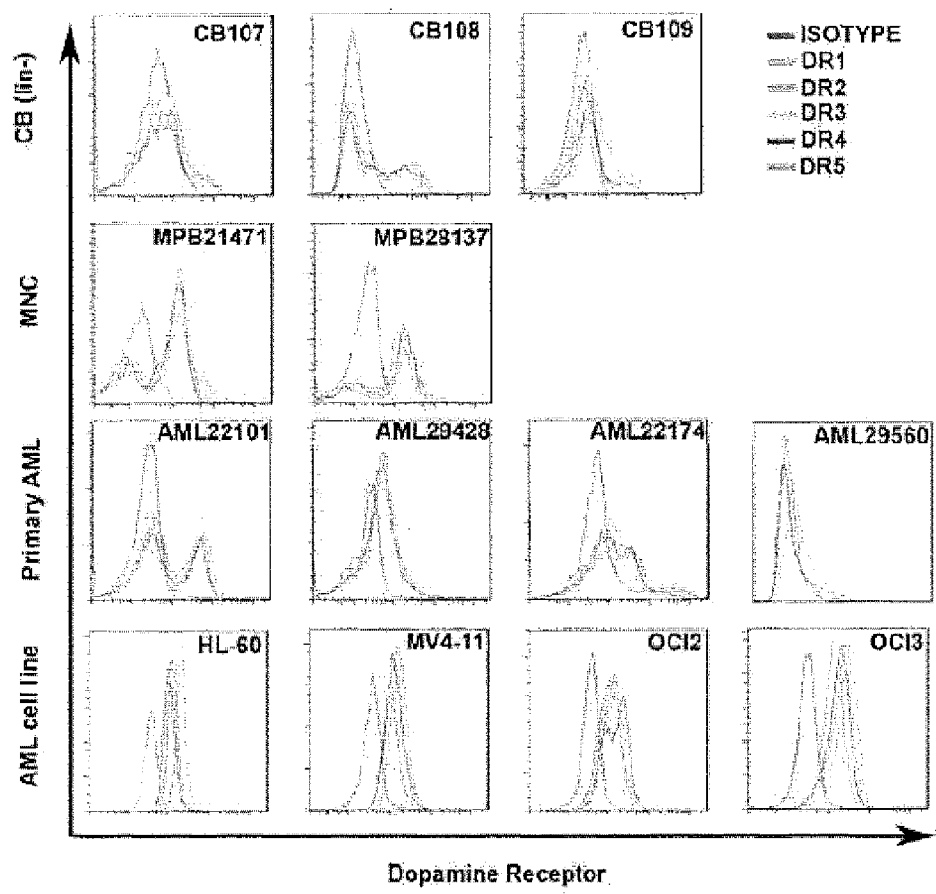 CB (lin-)
CB107
CB108
CB109
ISOTYPE
DR1
DR2
DR3
DR4
DR5
MNC
MPB21471
MPB28137
Primary AML
AML22101
AML29428
AML22174
AML29560
AML cell line
HL-60
MV4-11
OCI2
OCI3
Dopamine Receptor